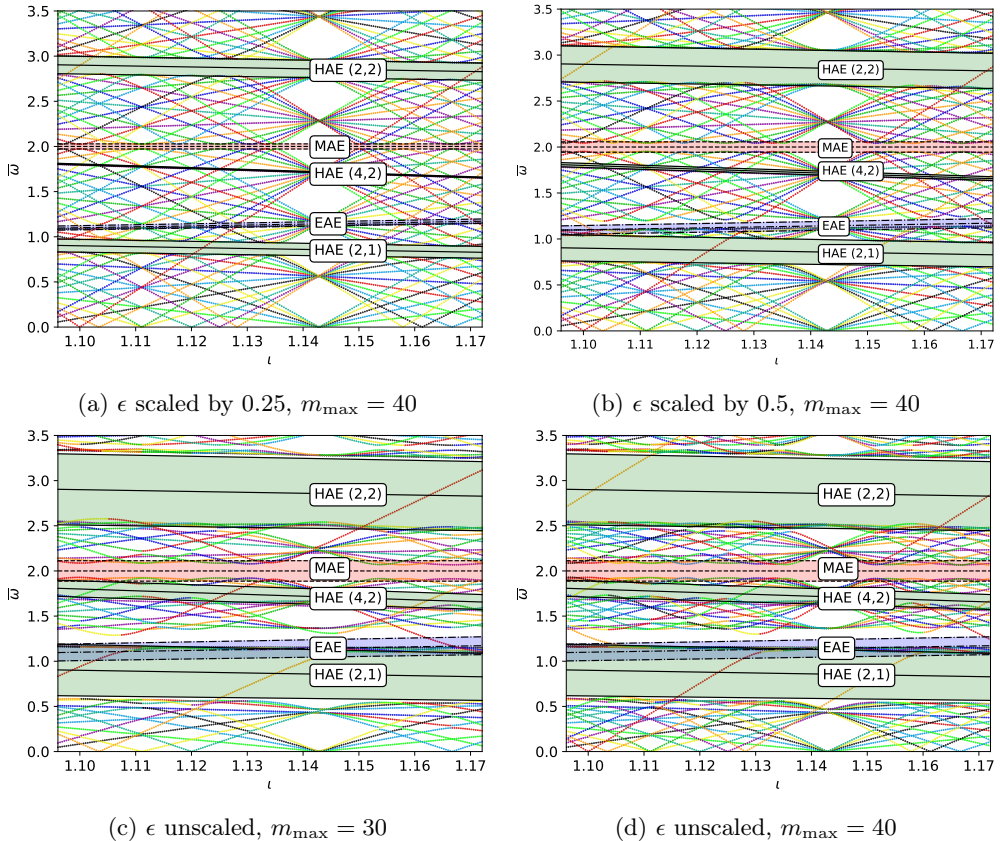 3.5
3.0
2.5
2.0
1.5
1.0
0.5
0.0
ω̅
HAE (2,2)
MAE
HAE (4,2)
EAE
HAE (2,1)
1.10 1.11 1.12 1.13 1.14 1.15 1.16 1.17
ι
(a) ϵ scaled by 0.25, m_max = 40
3.5
3.0
2.5
2.0
1.5
1.0
0.5
0.0
ω̅
HAE (2,2)
MAE
HAE (4,2)
EAE
HAE (2,1)
1.10 1.11 1.12 1.13 1.14 1.15 1.16 1.17
ι
(b) ϵ scaled by 0.5, m_max = 40
3.5
3.0
2.5
2.0
1.5
1.0
0.5
0.0
ω̅
HAE (2,2)
MAE
HAE (4,2)
EAE
HAE (2,1)
1.10 1.11 1.12 1.13 1.14 1.15 1.16 1.17
ι
(c) ϵ unscaled, m_max = 30
3.5
3.0
2.5
2.0
1.5
1.0
0.5
0.0
ω̅
HAE (2,2)
MAE
HAE (4,2)
EAE
HAE (2,1)
1.10 1.11 1.12 1.13 1.14 1.15 1.16 1.17
ι
(d) ϵ unscaled, m_max = 40